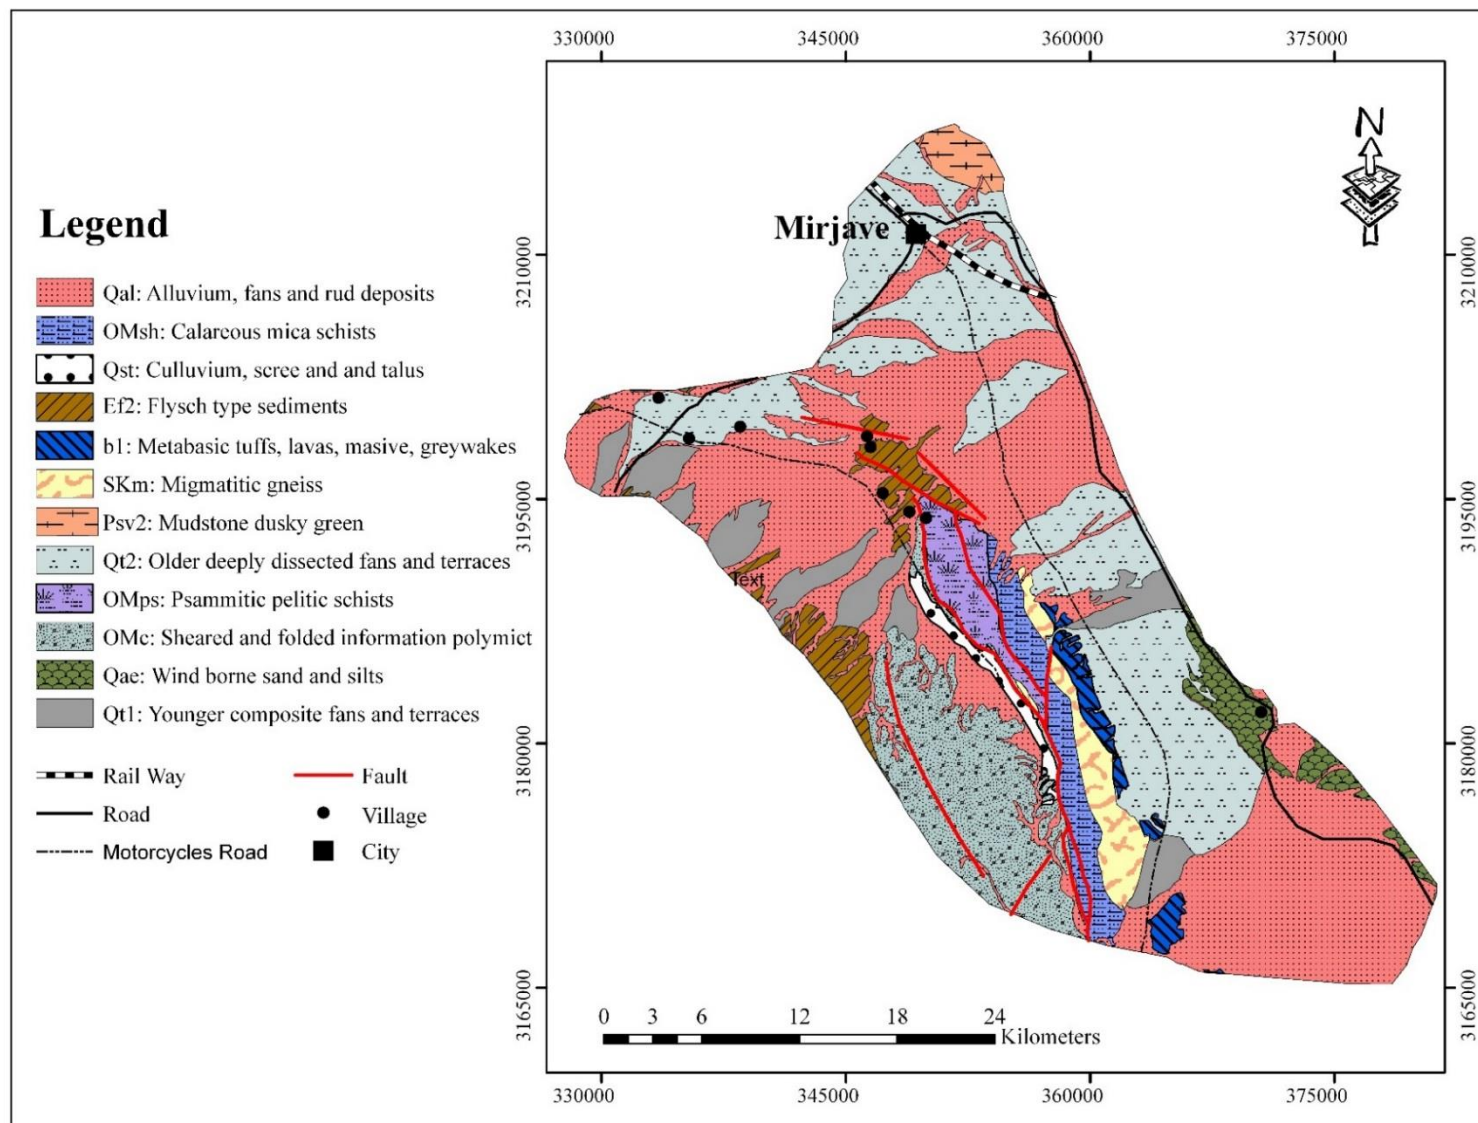 330000 345000 360000 375000
N
Mirjave
3210000 3210000
Legend
Qal: Alluvium, fans and rud deposits
OMsh: Calareous mica schists
Qst: Culluvium, scree and and talus
Ef2: Flysch type sediments
b1: Metabasic tuffs, lavas, masive, greywakes
SKm: Migmatitic gneiss
Psv2: Mudstone dusky green
Qt2: Older deeply dissected fans and terraces
OMps: Psammitic pelitic schists
OMc: Sheared and folded information polymict
Qae: Wind borne sand and silts
Qt1: Younger composite fans and terraces
Rail Way
Fault
Road
Village
Motorcycles Road
City
3195000 3195000
Text
3180000 3180000
3165000 3165000
0 3 6 12 18 24
Kilometers
330000 345000 360000 375000